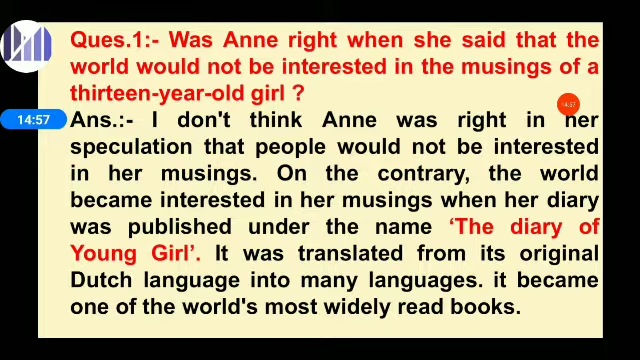 Ques.1:- Was Anne right when she said that the
world would not be interested in the musings of a
thirteen-year-old girl ?
14:57
14:57
Ans.:- I don't think Anne was right in her
speculation that people would not be interested
in her musings. On the contrary, the world
became interested in her musings when her diary
was published under the name 'The diary of
Young Girl'. It was translated from its original
Dutch language into many languages. it became
one of the world's most widely read books.